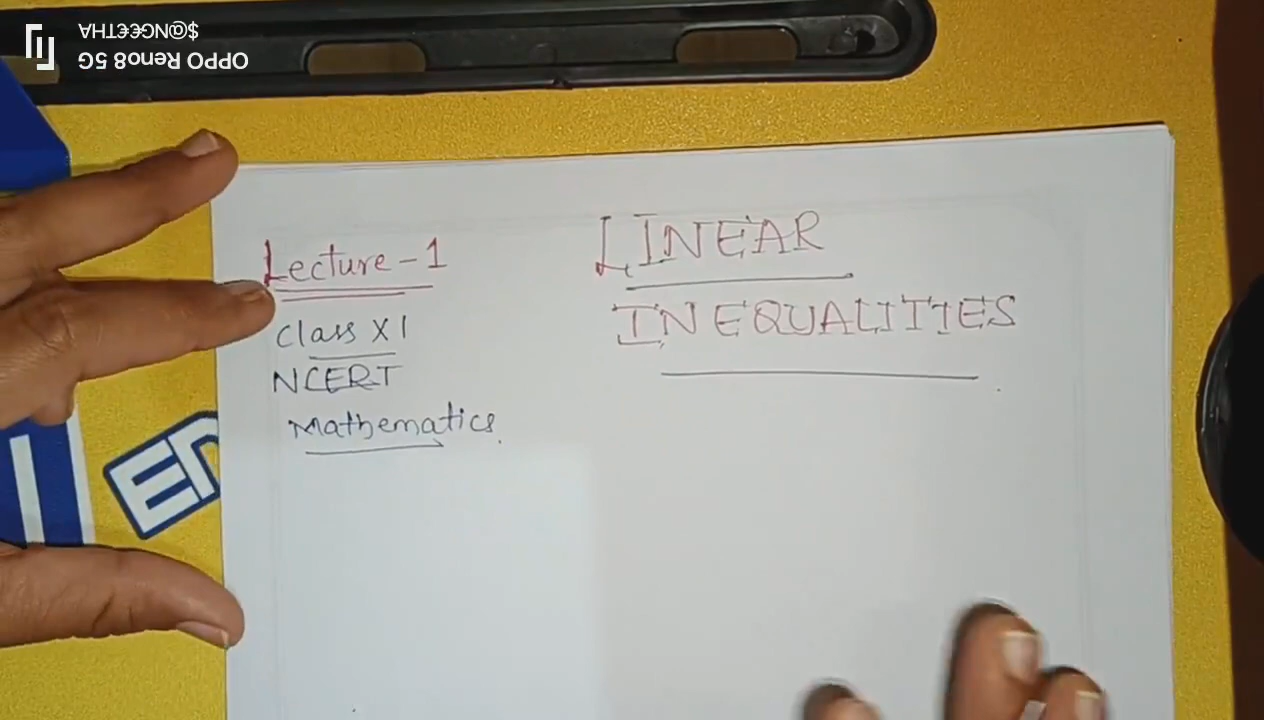 $@NGEETHA
OPPO Reno8 5G
Lecture-1
Class XI
NCERT
Mathematics.
LINEAR
INEQUALITIES